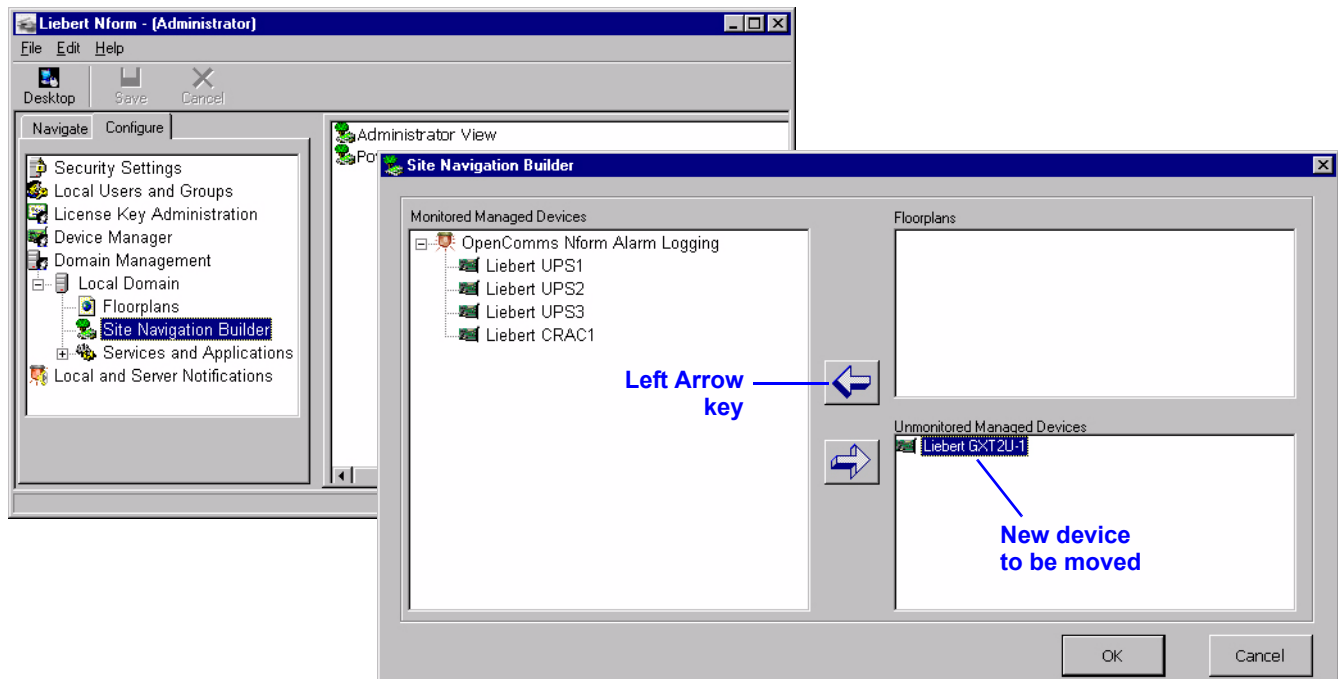 Liebert Nform - (Administrator)
File Edit Help
Desktop Save Cancel
Navigate Configure
Security Settings
Local Users and Groups
License Key Administration
Device Manager
Domain Management
Local Domain
Floorplans
Site Navigation Builder
Services and Applications
Local and Server Notifications
Administrator View
Po
Site Navigation Builder
Monitored Managed Devices
OpenComms Nform Alarm Logging
Liebert UPS1
Liebert UPS2
Liebert UPS3
Liebert CRAC1
Left Arrow
key
Floorplans
Unmonitored Managed Devices
Liebert GXT2U-1
New device
to be moved
OK Cancel